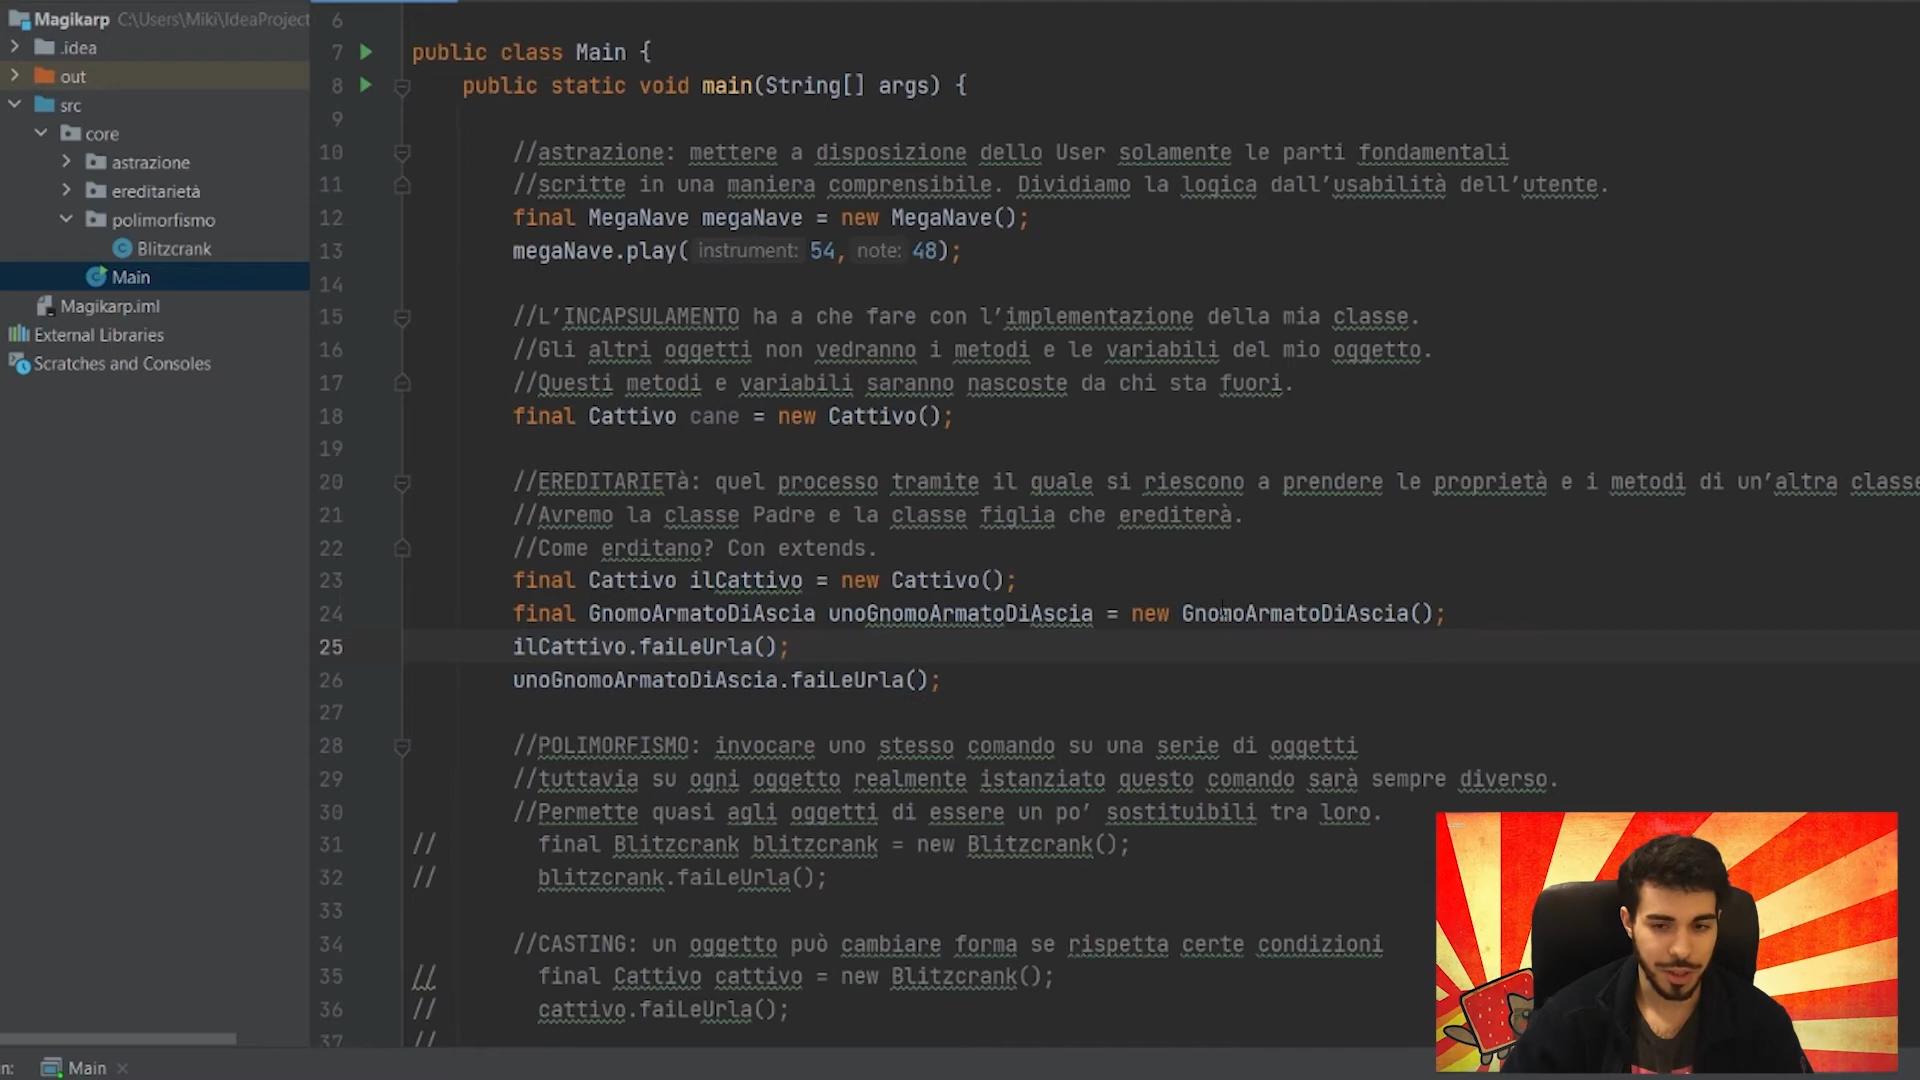 Magikarp C:\Users\Miki\IdeaProject
.idea
out
src
core
astrazione
ereditarietà
polimorfismo
Blitzcrank
Main
Magikarp.iml
External Libraries
Scratches and Consoles
6
7 public class Main {
8 public static void main(String[] args) {
9
10 //astrazione: mettere a disposizione dello User solamente le parti fondamentali
11 //scritte in una maniera comprensibile. Dividiamo la logica dall'usabilità dell'utente.
12 final MegaNave megaNave = new MegaNave();
13 megaNave.play( instrument: 54, note: 48);
14
15 //L'INCAPSULAMENTO ha a che fare con l'implementazione della mia classe.
16 //Gli altri oggetti non vedranno i metodi e le variabili del mio oggetto.
17 //Questi metodi e variabili saranno nascoste da chi sta fuori.
18 final Cattivo cane = new Cattivo();
19
20 //EREDITARIETà: quel processo tramite il quale si riescono a prendere le proprietà e i metodi di un'altra classe
21 //Avremo la classe Padre e la classe figlia che erediterà.
22 //Come erditano? Con extends.
23 final Cattivo ilCattivo = new Cattivo();
24 final GnomoArmatoDiAscia unoGnomoArmatoDiAscia = new GnomoArmatoDiAscia();
25 ilCattivo.faiLeUrla();
26 unoGnomoArmatoDiAscia.faiLeUrla();
27
28 //POLIMORFISMO: invocare uno stesso comando su una serie di oggetti
29 //tuttavia su ogni oggetto realmente istanziato questo comando sarà sempre diverso.
30 //Permette quasi agli oggetti di essere un po' sostituibili tra loro.
31 // final Blitzcrank blitzcrank = new Blitzcrank();
32 // blitzcrank.faiLeUrla();
33
34 //CASTING: un oggetto può cambiare forma se rispetta certe condizioni
35 // final Cattivo cattivo = new Blitzcrank();
36 // cattivo.faiLeUrla();
37 //
n: Main